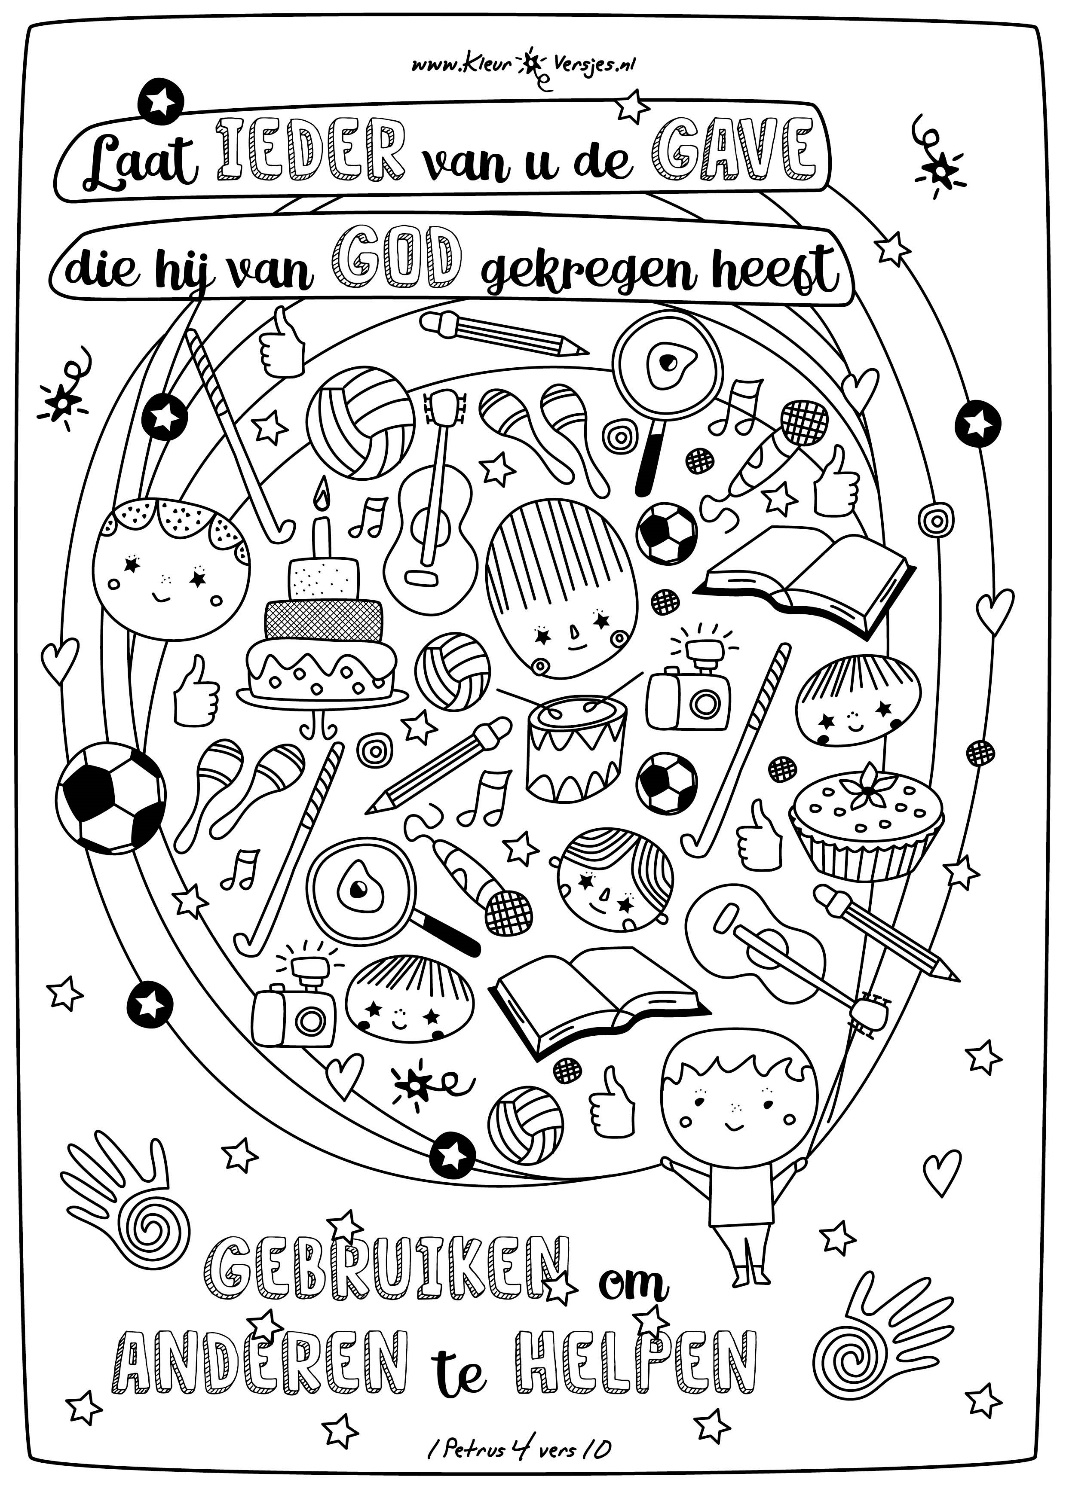 www.KleurVersjes.nl
Laat IEDER van u de GAVE
die hij van GOD gekregen heeft
GEBRUIKEN om
ANDEREN te HELPEN
1 Petrus 4 vers 10